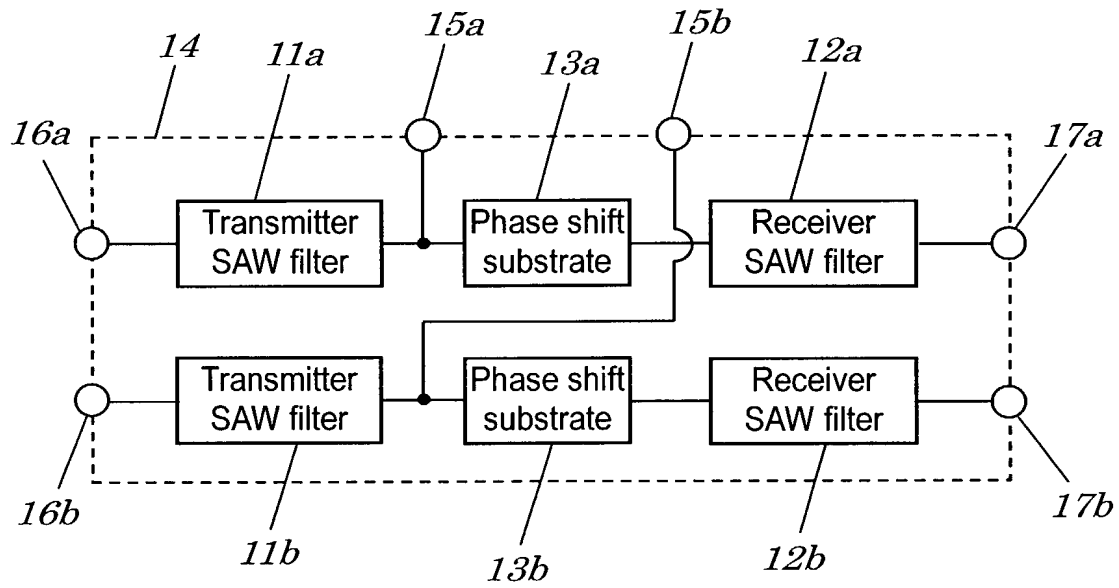 14
11a
15a
13a
15b
12a
16a
17a
Transmitter
SAW filter
Phase shift
substrate
Receiver
SAW filter
Transmitter
SAW filter
Phase shift
substrate
Receiver
SAW filter
16b
11b
13b
12b
17b